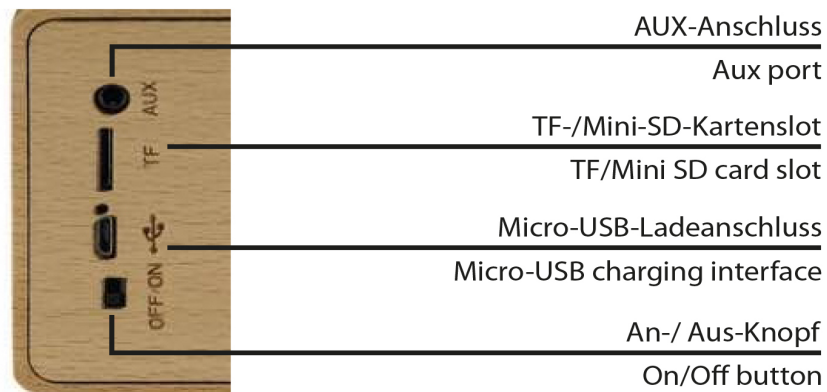 AUX-Anschluss
Aux port
AUX
TF-/Mini-SD-Kartenslot
TF/Mini SD card slot
TF
Micro-USB-Ladeanschluss
Micro-USB charging interface
OFF/ON
An-/ Aus-Knopf
On/Off button